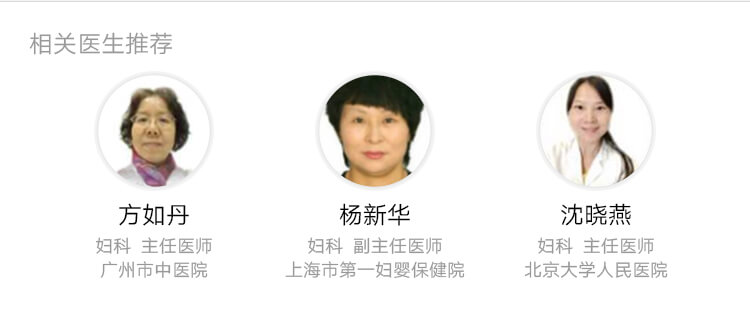 相关医生推荐
方如丹 杨新华 沈晓燕
妇科 主任医师 妇科 副主任医师 妇科 主任医师
广州市中医院 上海市第一妇婴保健院 北京大学人民医院